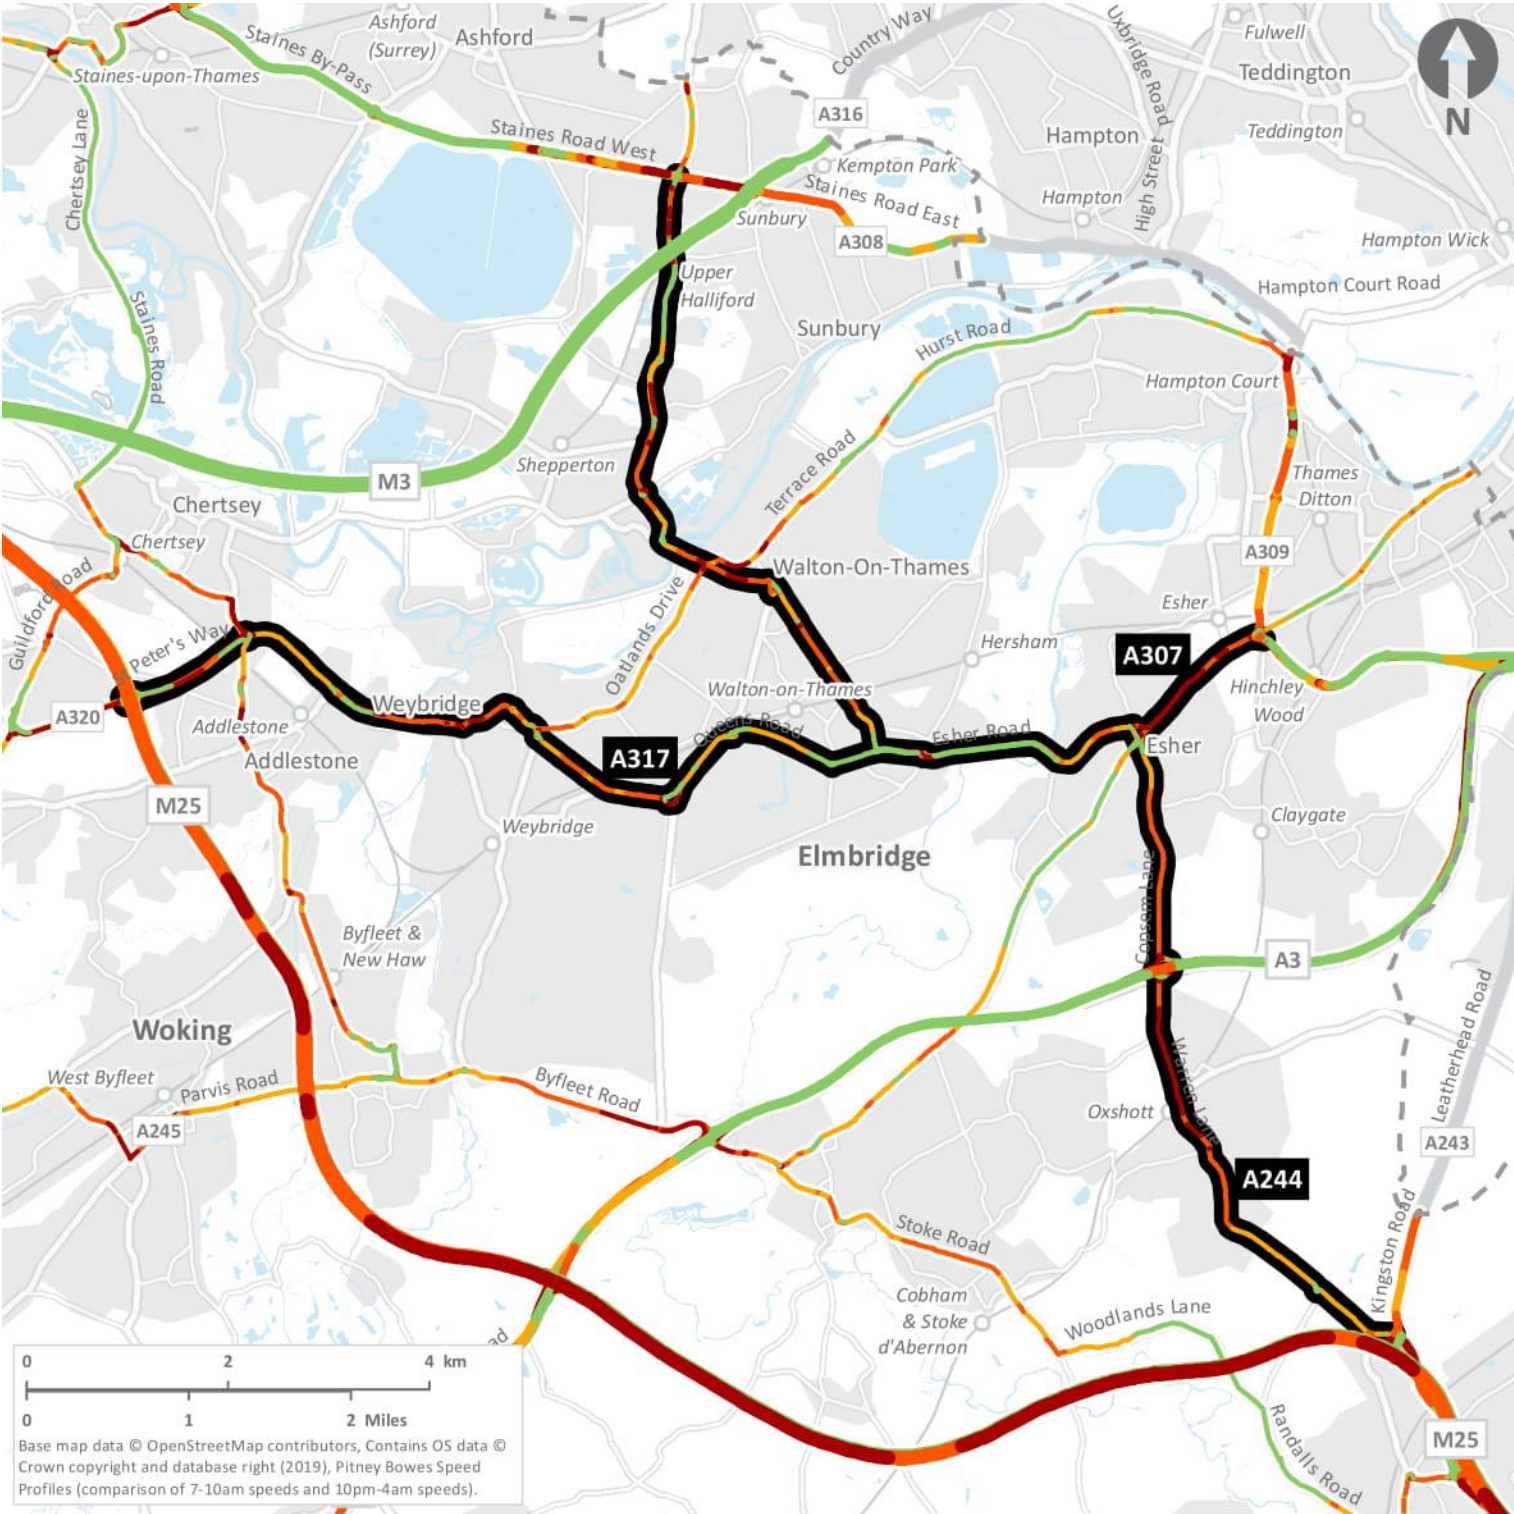 Ashford
(Surrey)
Ashford
Country Way
Uxbridge Road
Fulwell
Staines By-Pass
Staines-upon-Thames
Teddington
N
A316
Hampton
Teddington
Chertsey Lane
Staines Road West
Kempton Park
Staines Road East
Hampton
High Street
Sunbury
A308
Hampton Wick
Upper
Halliford
Hampton Court Road
Staines Road
Sunbury
Hurst Road
Hampton Court
Shepperton
M3
Terrace Road
Thames
Ditton
Chertsey
Chertsey
A309
Walton-On-Thames
Guildford Road
Peter's Way
Oatlands Drive
Esher
Hersham
A307
Hinchley
Wood
Walton-on-Thames
Weybridge
A320
Addlestone
Queens Road
Esher Road
A317
Esher
Addlestone
M25
Weybridge
Claygate
Elmbridge
Copsem Lane
Byfleet &
New Haw
A3
Leatherhead Road
Woking
Warren Lane
West Byfleet
Parvis Road
Byfleet Road
Oxshott
A245
A243
A244
Kingston Road
Stoke Road
Cobham
& Stoke
d'Abernon
Woodlands Lane
ad
Randalls Road
M25
0 2 4 km
0 1 2 Miles
Base map data © OpenStreetMap contributors, Contains OS data ©
Crown copyright and database right (2019), Pitney Bowes Speed
Profiles (comparison of 7-10am speeds and 10pm-4am speeds).